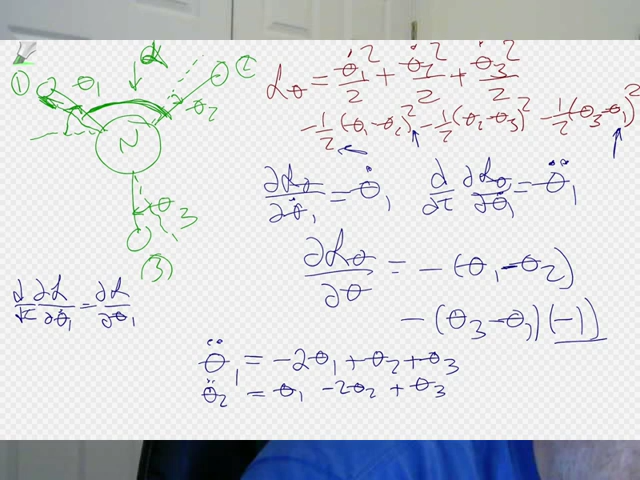 ① θ₁ α ② θ₂
N
θ₃
(3)
ℒ_θ = θ̇₁²/2 + θ̇₂²/2 + θ̇₃²/2
-1/2(θ₁-θ₂)² -1/2(θ₂-θ₃)² -1/2(θ₃-θ₁)²
∂ℒ_θ/∂θ̇₁ = θ̇₁ d/dt ∂ℒ_θ/∂θ̇₁ = θ̈₁
∂ℒ_θ/∂θ = -(θ₁-θ₂)
-(θ₃-θ₁)(-1)
d/dt ∂ℒ/∂θ̇₁ = ∂ℒ/∂θ₁
θ̈₁ = -2θ₁+θ₂+θ₃
θ̈₂ = θ₁ -2θ₂ + θ₃